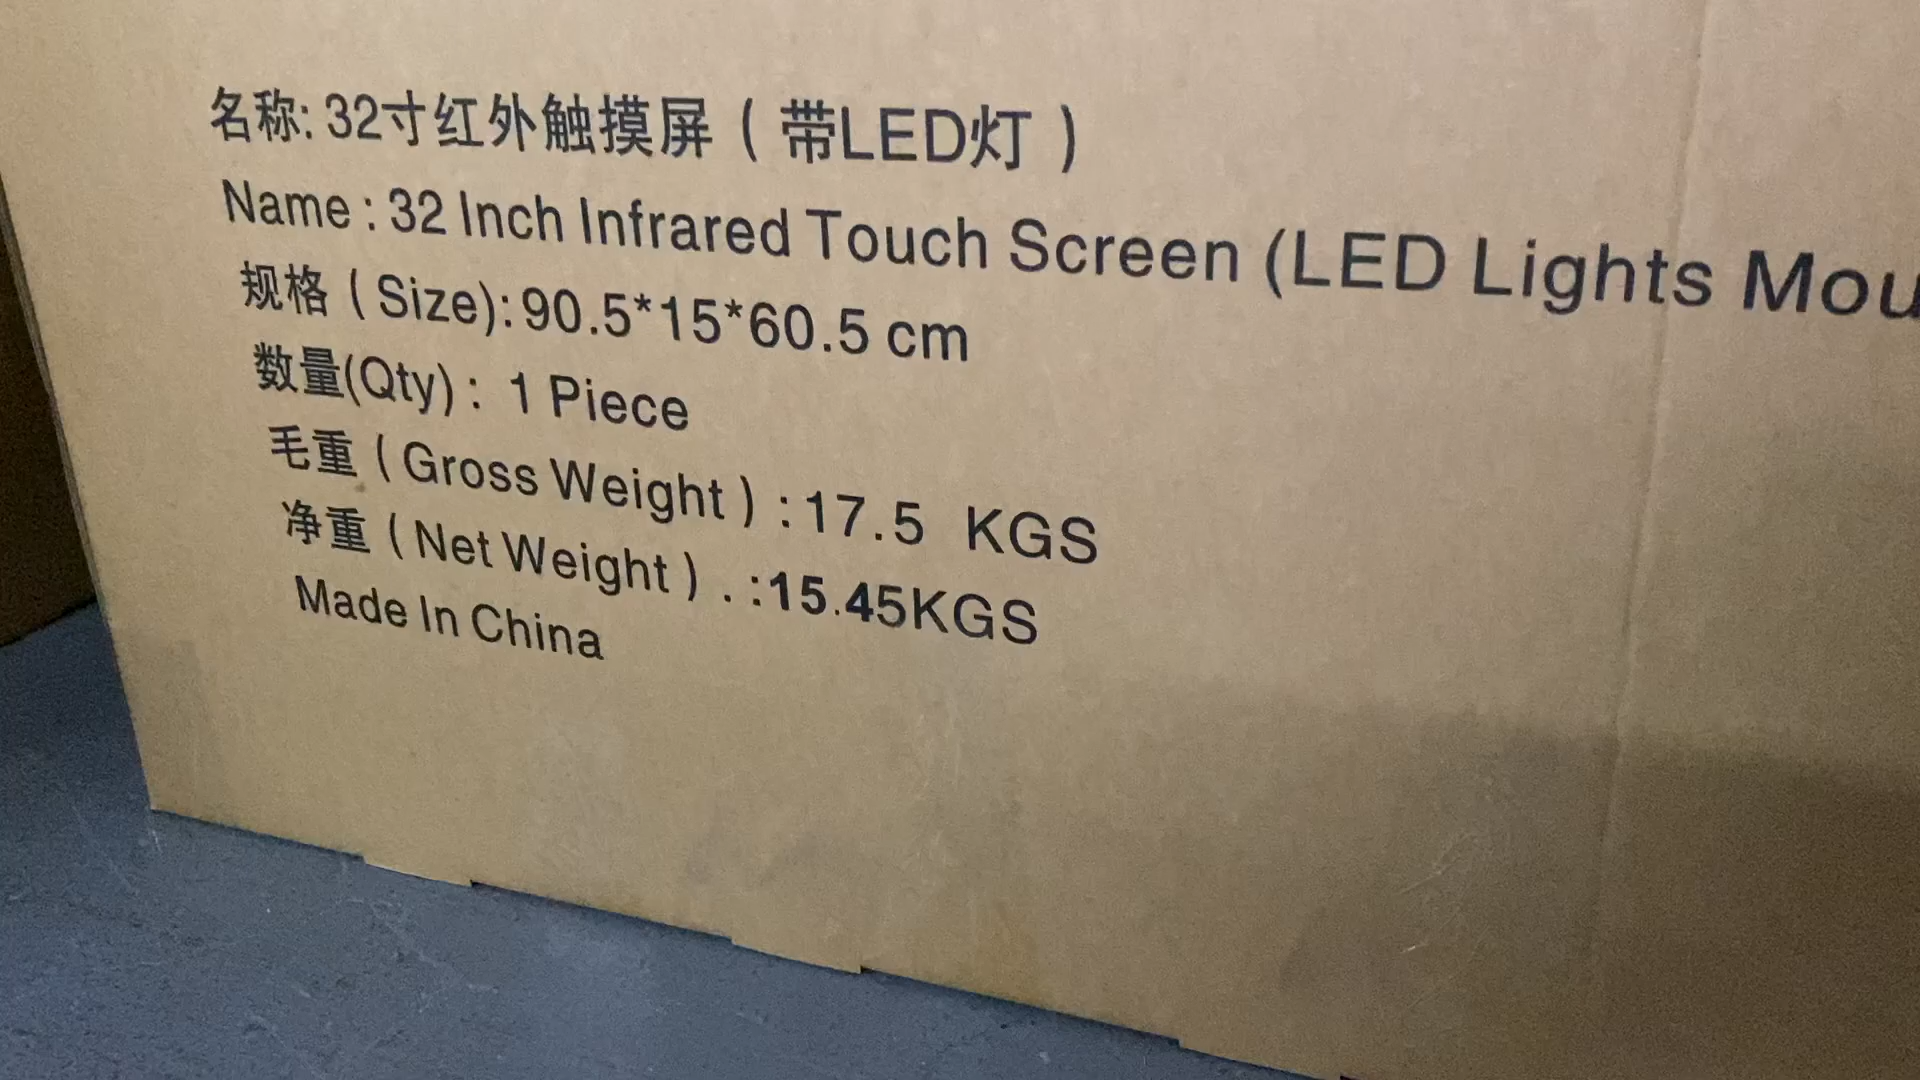 名称: 32寸红外触摸屏（带LED灯）
Name : 32 Inch Infrared Touch Screen (LED Lights
规格（Size):90.5*15*60.5 cm
数量(Qty) : 1 Piece
毛重（Gross Weight) :17.5 KGS
净重（Net Weight) . :15.45KGS
Made In China